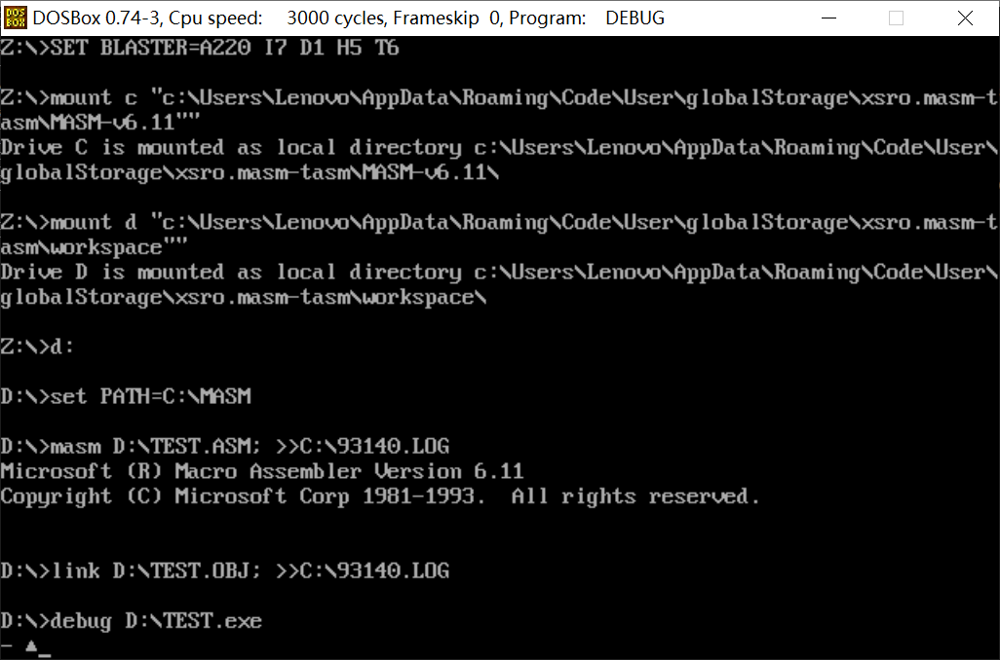 DOS
BOX
DOSBox 0.74-3, Cpu speed:     3000 cycles, Frameskip  0, Program:    DEBUG
Z:\>SET BLASTER=A220 I7 D1 H5 T6
Z:\>mount c "c:\Users\Lenovo\AppData\Roaming\Code\User\globalStorage\xsro.masm-t
asm\MASM-v6.11""
Drive C is mounted as local directory c:\Users\Lenovo\AppData\Roaming\Code\User\
globalStorage\xsro.masm-tasm\MASM-v6.11\
Z:\>mount d "c:\Users\Lenovo\AppData\Roaming\Code\User\globalStorage\xsro.masm-t
asm\workspace""
Drive D is mounted as local directory c:\Users\Lenovo\AppData\Roaming\Code\User\
globalStorage\xsro.masm-tasm\workspace\
Z:\>d:
D:\>set PATH=C:\MASM
D:\>masm D:\TEST.ASM; >>C:\93140.LOG
Microsoft (R) Macro Assembler Version 6.11
Copyright (C) Microsoft Corp 1981-1993.  All rights reserved.
D:\>link D:\TEST.OBJ; >>C:\93140.LOG
D:\>debug D:\TEST.exe
- ▲_